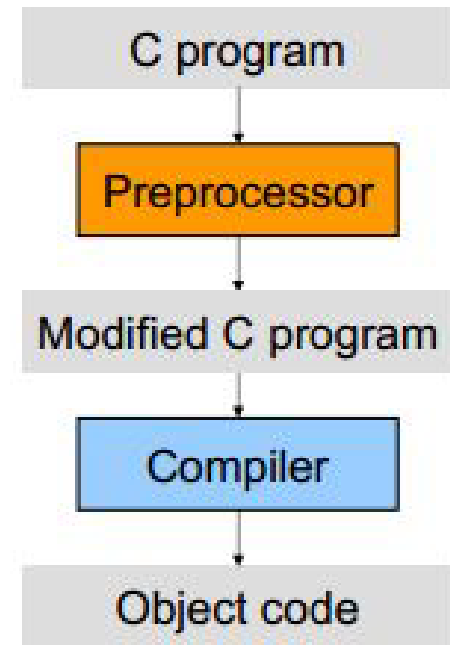 C program
Preprocessor
Modified C program
Compiler
Object code